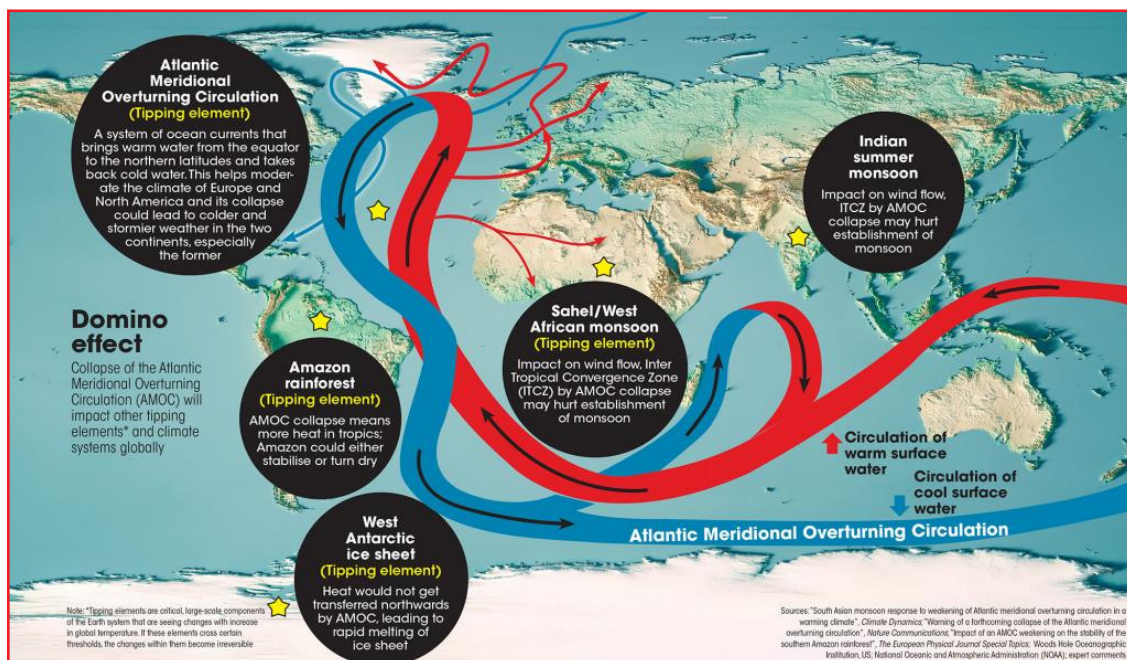 Atlantic
Meridional
Overturning Circulation
(Tipping element)
A system of ocean currents that
brings warm water from the equator
to the northern latitudes and takes
back cold water. This helps moder-
ate the climate of Europe and
North America and its collapse
could lead to colder and
stormier weather in the two
continents, especially
the former
Indian
summer
monsoon
Impact on wind flow,
ITCZ by AMOC
collapse may hurt
establishment of
monsoon
Domino
effect
Collapse of the Atlantic
Meridional Overturning
Circulation (AMOC) will
impact other tipping
elements* and climate
systems globally
Amazon
rainforest
(Tipping element)
AMOC collapse means
more heat in tropics;
Amazon could either
stabilise or turn dry
Sahel/West
African monsoon
(Tipping element)
Impact on wind flow, Inter
Tropical Convergence Zone
(ITCZ) by AMOC collapse
may hurt establishment
of monsoon
Circulation of
warm surface
water
Circulation of
cool surface
water
Atlantic Meridional Overturning Circulation
West
Antarctic
ice sheet
(Tipping element)
Heat would not get
transferred northwards
by AMOC, leading to
rapid melting of
ice sheet
Note: *Tipping elements are critical, large-scale components
of the Earth system that are seeing changes with increase
in global temperature. If these elements cross certain
thresholds, the changes within them become irreversible
Sources: "South Asian monsoon response to weakening of Atlantic meridional overturning circulation in a
warming climate", Climate Dynamics; "Warning of a forthcoming collapse of the Atlantic meridional
overturning circulation", Nature Communications; "Impact of an AMOC weakening on the stability of the
southern Amazon rainforest", The European Physical Journal Special Topics; Woods Hole Oceanographic
Institution, US; National Oceanic and Atmospheric Administration (NOAA); expert comments